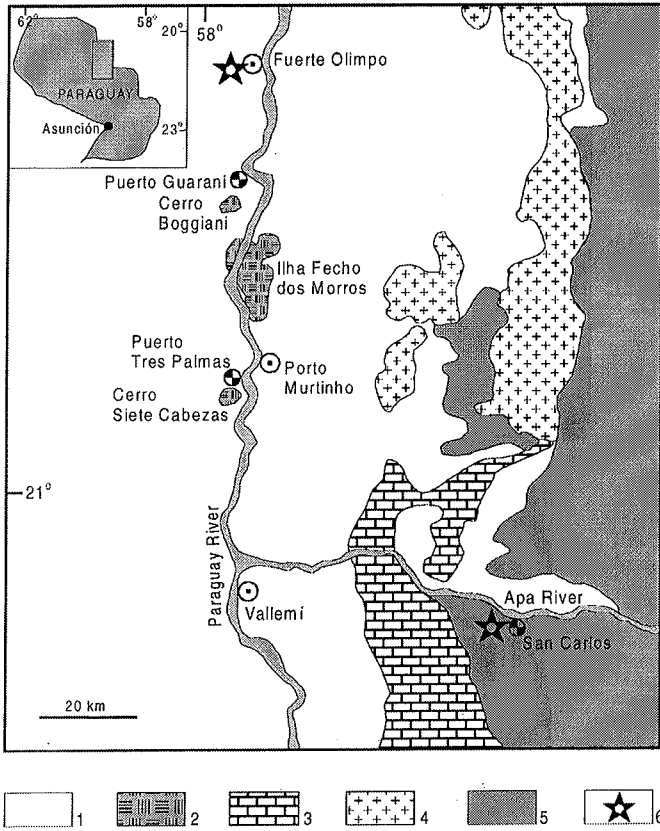 62°
58°
20°
PARAGUAY
Asunción
23°
58°
Fuerte Olimpo
Puerto Guarani
Cerro
Boggiani
Ilha Fecho
dos Morros
Puerto
Tres Palmas
Porto
Murtinho
Cerro
Siete Cabezas
21°
Paraguay River
Apa River
Vallemí
San Carlos
20 km
1
2
3
4
5
6